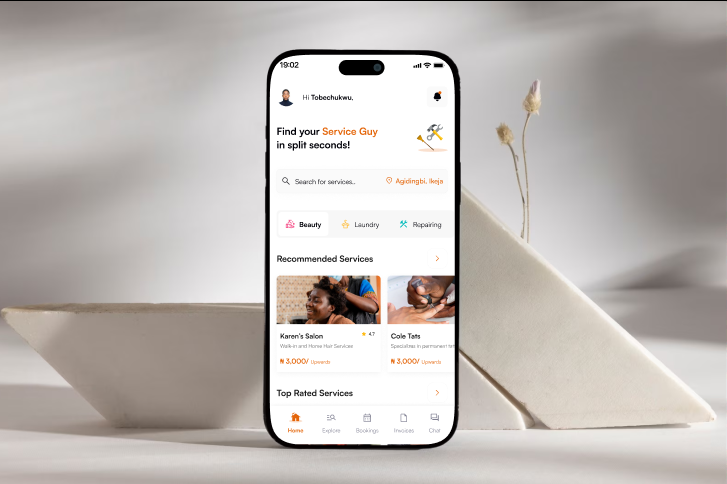 19:02
Hi Tobechukwu,
Find your Service Guy
in split seconds!
Search for services..
Agidingbi, Ikeja
Beauty
Laundry
Repairing
Recommended Services
Karen's Salon
4.7
Walk-in and Home Hair Services
₦ 3,000/ Upwards
Cole Tats
Specializes in permanent tat
₦ 3,000/ Upwards
Top Rated Services
Home
Explore
Bookings
Invoices
Chat